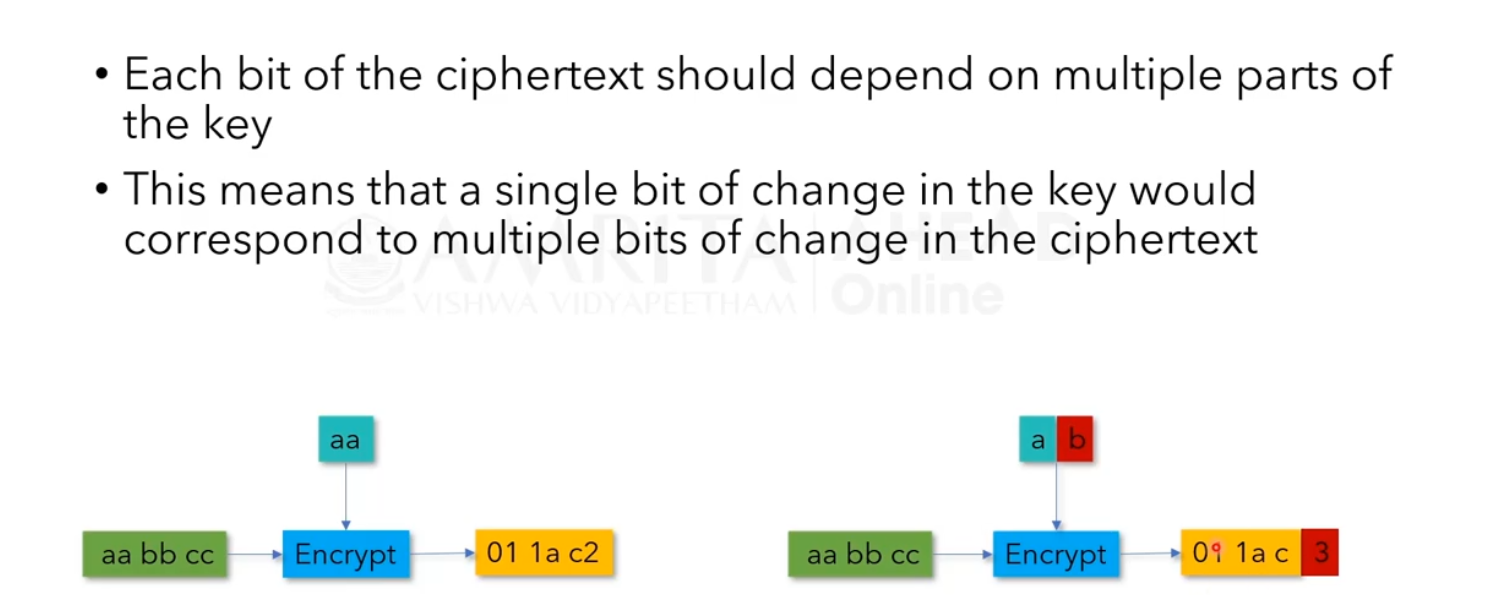 • Each bit of the ciphertext should depend on multiple parts of
the key
• This means that a single bit of change in the key would
correspond to multiple bits of change in the ciphertext
AMRITA AHEAD
VISHWA VIDYAPEETHAM Online
aa
a b
aa bb cc Encrypt 01 1a c2
aa bb cc Encrypt 01 1a c 3